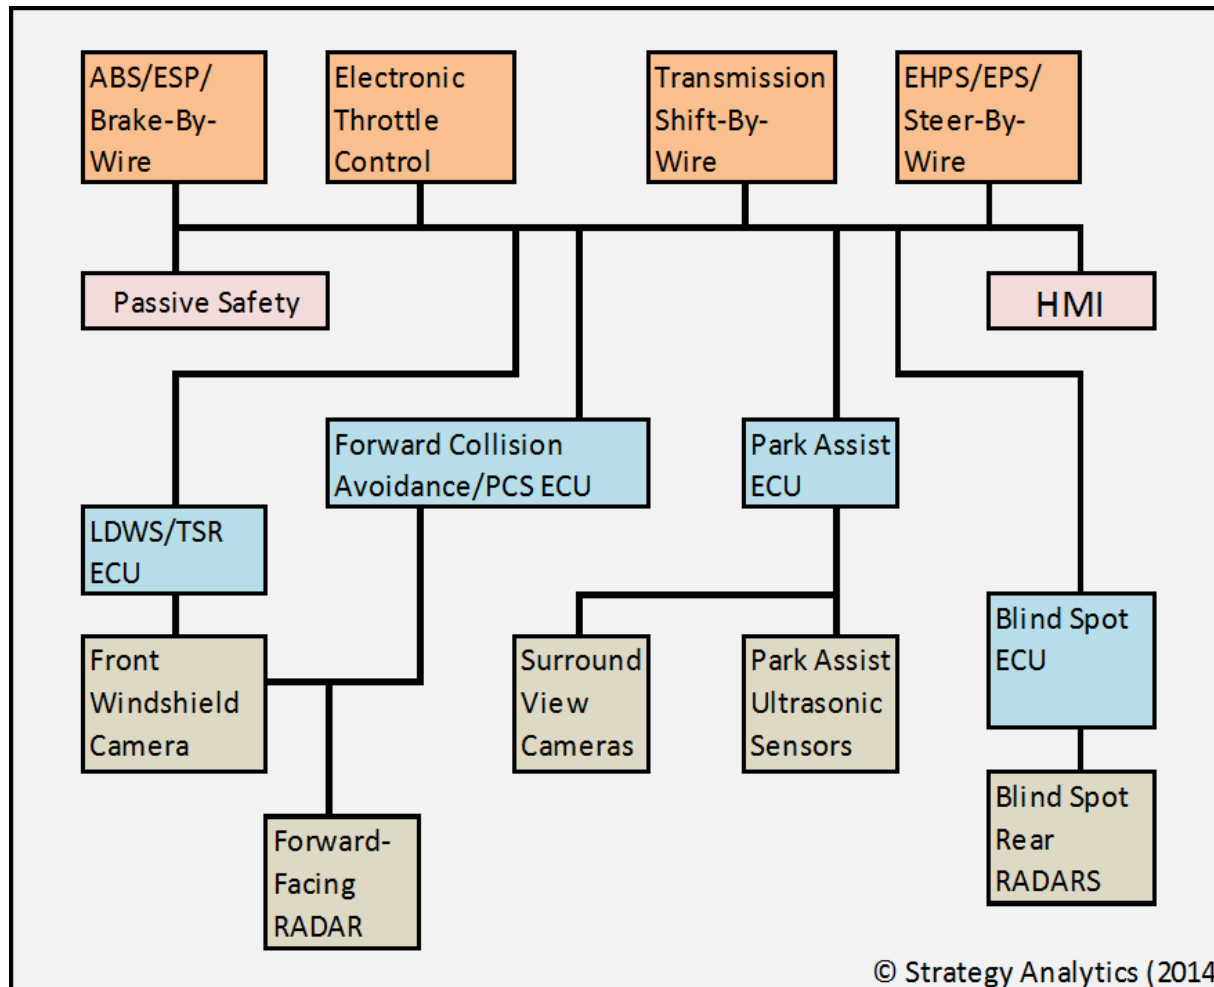 ABS/ESP/
Brake-By-
Wire
Electronic
Throttle
Control
Transmission
Shift-By-
Wire
EHPS/EPS/
Steer-By-
Wire
Passive Safety
HMI
Forward Collision
Avoidance/PCS ECU
Park Assist
ECU
LDWS/TSR
ECU
Blind Spot
ECU
Front
Windshield
Camera
Surround
View
Cameras
Park Assist
Ultrasonic
Sensors
Blind Spot
Rear
RADARS
Forward-
Facing
RADAR
© Strategy Analytics (2014